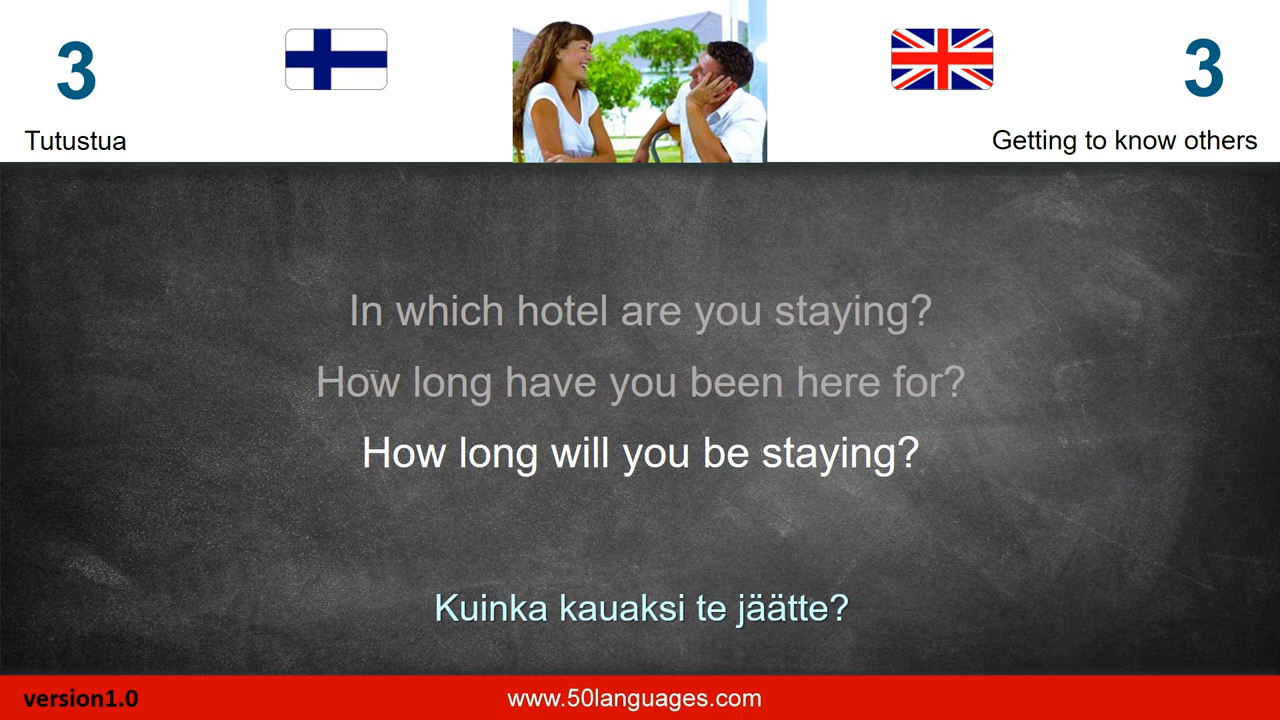 3
3
Tutustua
Getting to know others
In which hotel are you staying?
How long have you been here for?
How long will you be staying?
Kuinka kauaksi te jäätte?
version1.0
www.50languages.com